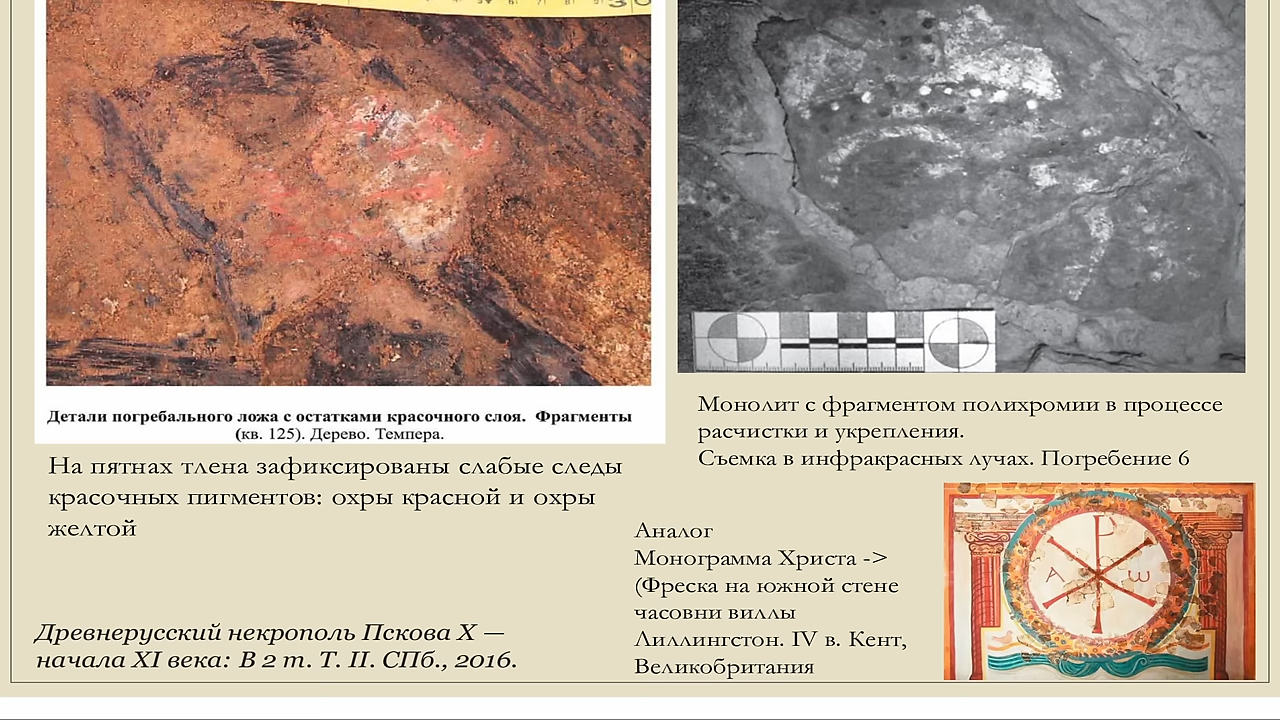 Детали погребального ложа с остатками красочного слоя. Фрагменты
(кв. 125). Дерево. Темпера.
На пятнах тлена зафиксированы слабые следы
красочных пигментов: охры красной и охры
желтой
Древнерусский некрополь Пскова X —
начала XI века: В 2 т. Т. II. СПб., 2016.
Монолит с фрагментом полихромии в процессе
расчистки и укрепления.
Съемка в инфракрасных лучах. Погребение 6
Аналог
Монограмма Христа ->
(Фреска на южной стене
часовни виллы
Лиллингстон. IV в. Кент,
Великобритания